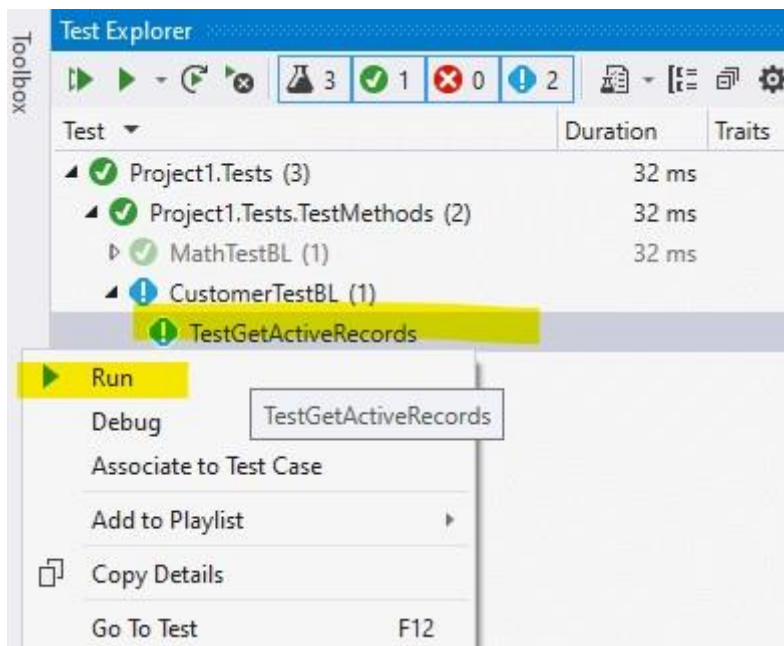 Toolbox
Test Explorer
3 1 0 2
Test Duration Traits
Project1.Tests (3) 32 ms
Project1.Tests.TestMethods (2) 32 ms
MathTestBL (1) 32 ms
CustomerTestBL (1)
TestGetActiveRecords
Run
Debug
TestGetActiveRecords
Associate to Test Case
Add to Playlist
Copy Details
Go To Test F12